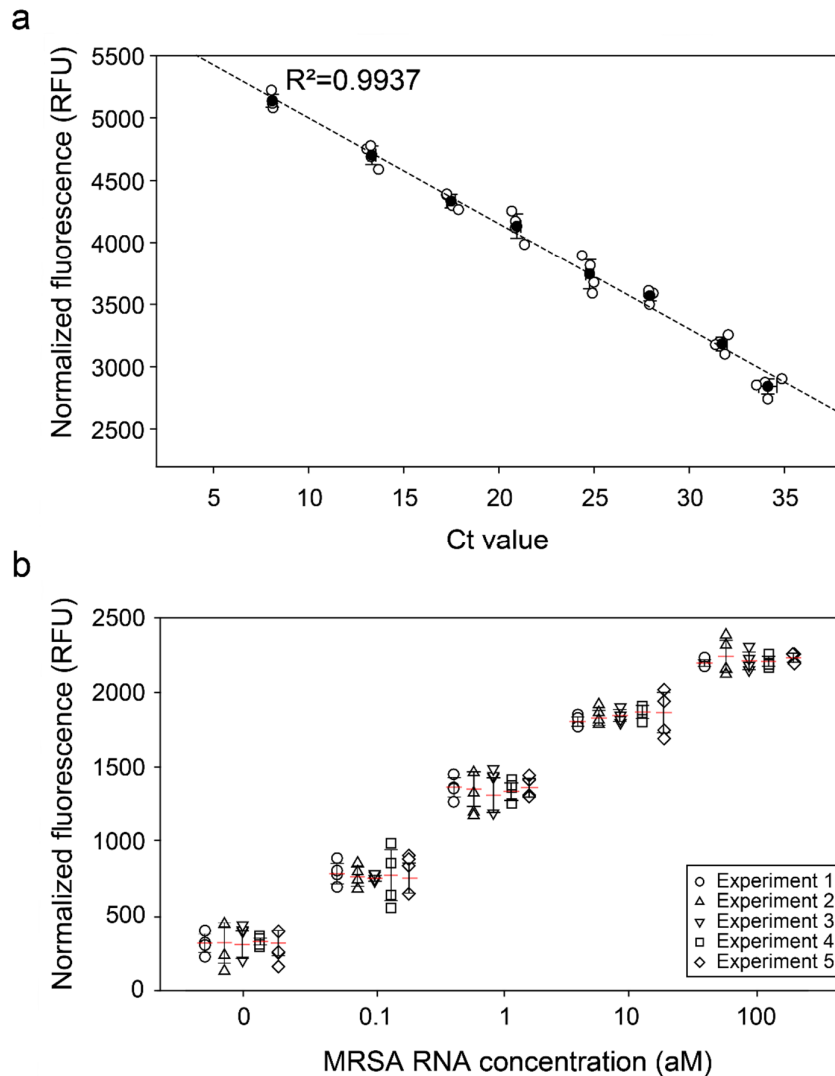 a
5500
5000
4500
4000
3500
3000
2500
Normalized fluorescence (RFU)
R²=0.9937
5 10 15 20 25 30 35
Ct value
b
2500
2000
1500
1000
500
0
Normalized fluorescence (RFU)
Experiment 1
Experiment 2
Experiment 3
Experiment 4
Experiment 5
0 0.1 1 10 100
MRSA RNA concentration (aM)